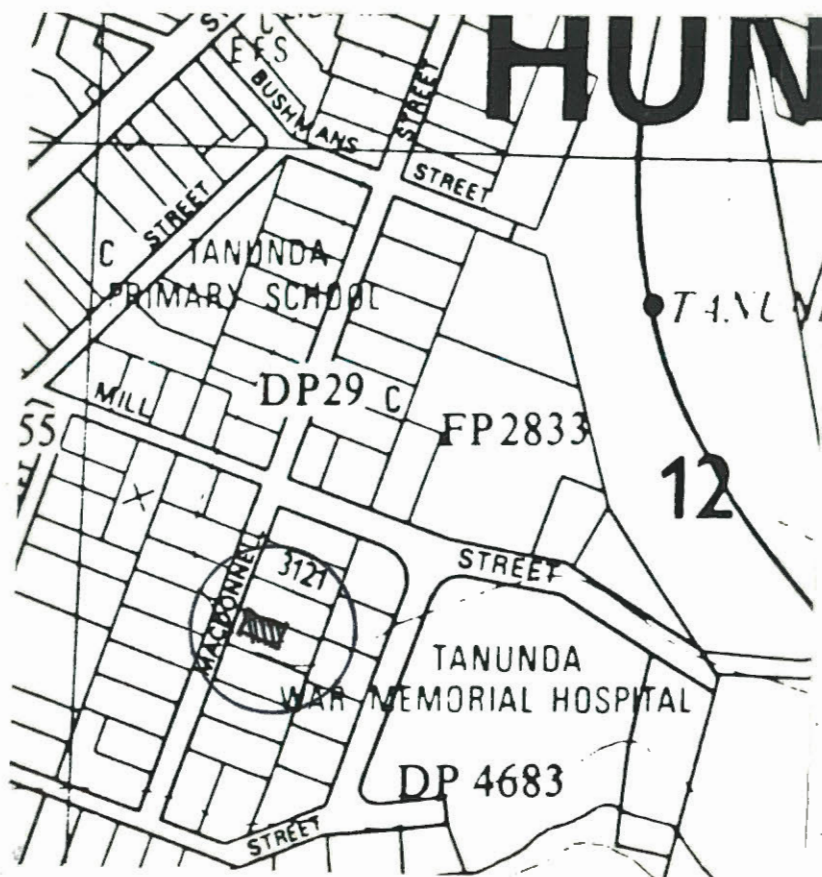 HUN
EFS
BUSHMANS
STREET
STREET
STREET
C
TANUNDA
PRIMARY SCHOOL
MILL
DP29
C
FP2833
55
12
3121
MACDONNELL
STREET
TANUNDA
WAR MEMORIAL HOSPITAL
DP 4683
STREET